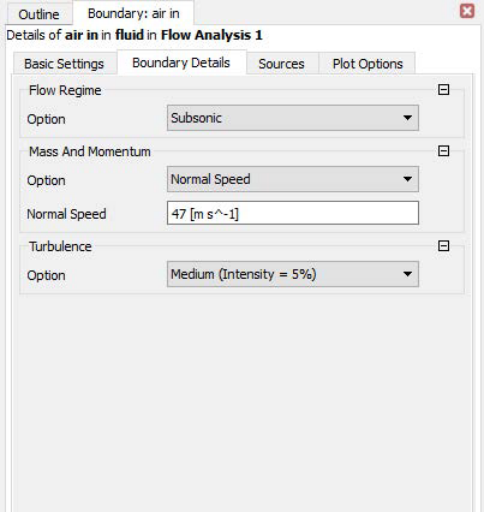 Outline Boundary: air in
Details of air in in fluid in Flow Analysis 1
Basic Settings Boundary Details Sources Plot Options
Flow Regime
Option Subsonic
Mass And Momentum
Option Normal Speed
Normal Speed 47 [m s^-1]
Turbulence
Option Medium (Intensity = 5%)